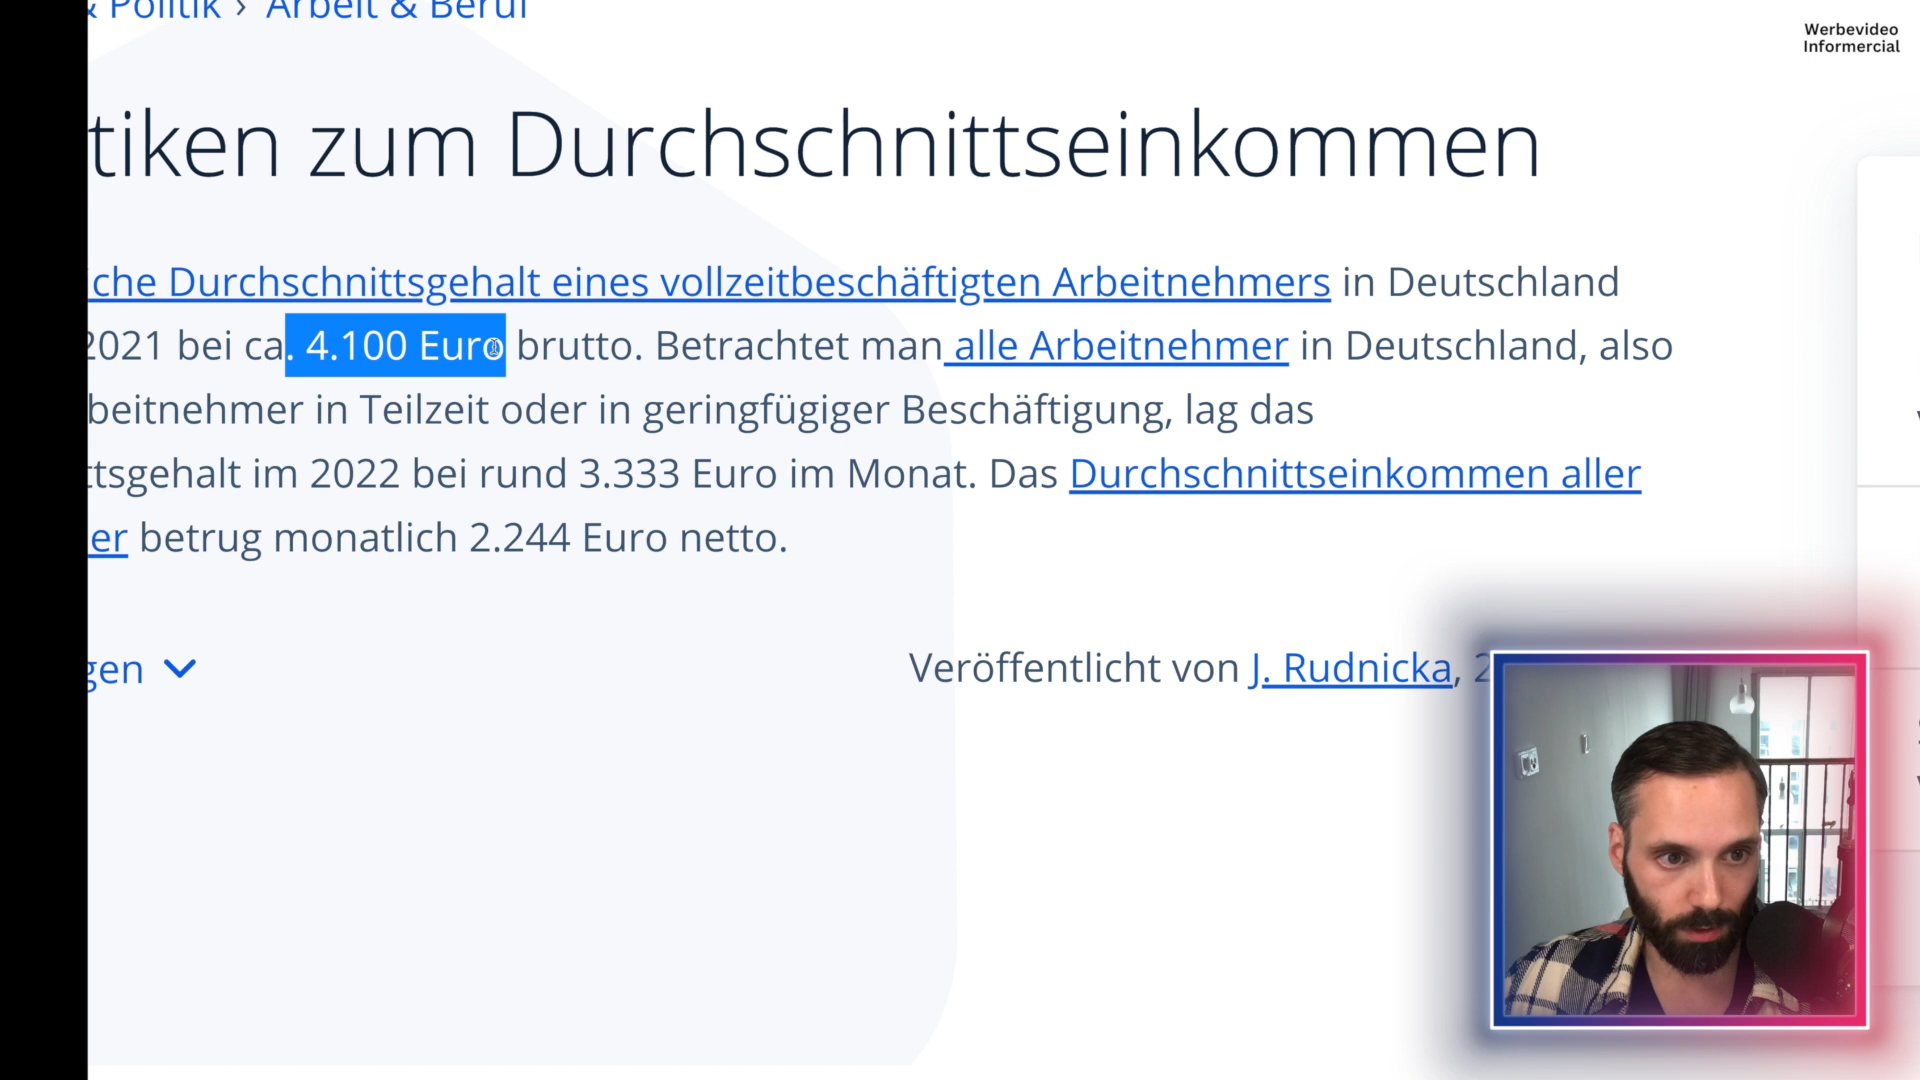 & Politik › Arbeit & Beruf
Werbevideo
Informercial
tiken zum Durchschnittseinkommen
che Durchschnittsgehalt eines vollzeitbeschäftigten Arbeitnehmers in Deutschland
2021 bei ca. 4.100 Euro brutto. Betrachtet man alle Arbeitnehmer in Deutschland, also
beitnehmer in Teilzeit oder in geringfügiger Beschäftigung, lag das
ttsgehalt im 2022 bei rund 3.333 Euro im Monat. Das Durchschnittseinkommen aller
er betrug monatlich 2.244 Euro netto.
gen
Veröffentlicht von J. Rudnicka, 2